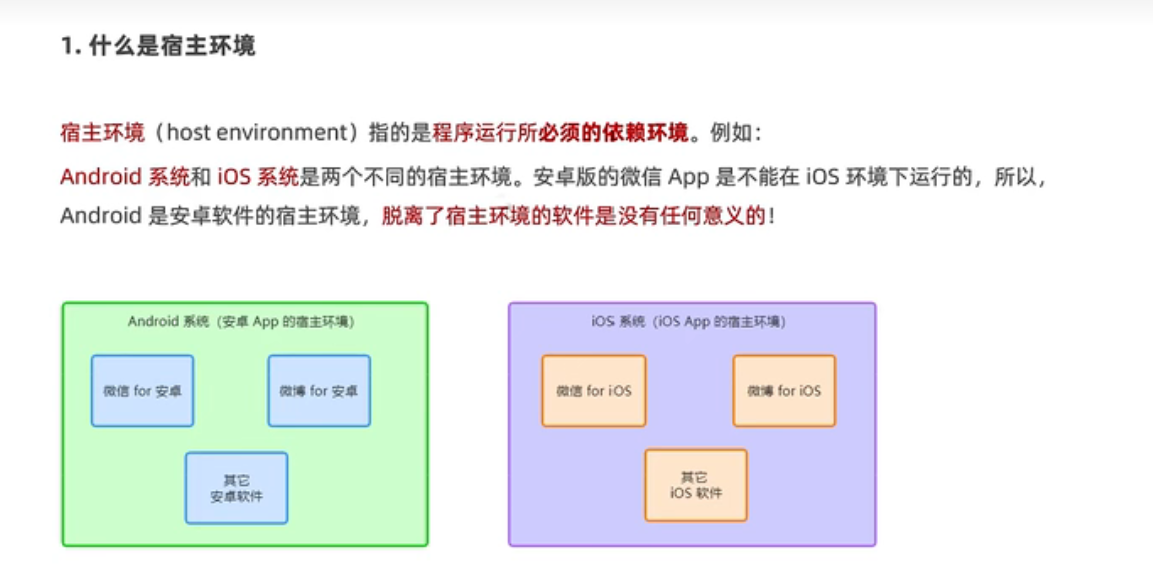 1. 什么是宿主环境
宿主环境（host environment）指的是程序运行所必须的依赖环境。例如：
Android 系统和 iOS 系统是两个不同的宿主环境。安卓版的微信 App 是不能在 iOS 环境下运行的，所以，
Android 是安卓软件的宿主环境，脱离了宿主环境的软件是没有任何意义的！
Android 系统（安卓 App 的宿主环境）
微信 for 安卓
微博 for 安卓
其它
安卓软件
iOS 系统（iOS App 的宿主环境）
微信 for iOS
微博 for iOS
其它
iOS 软件